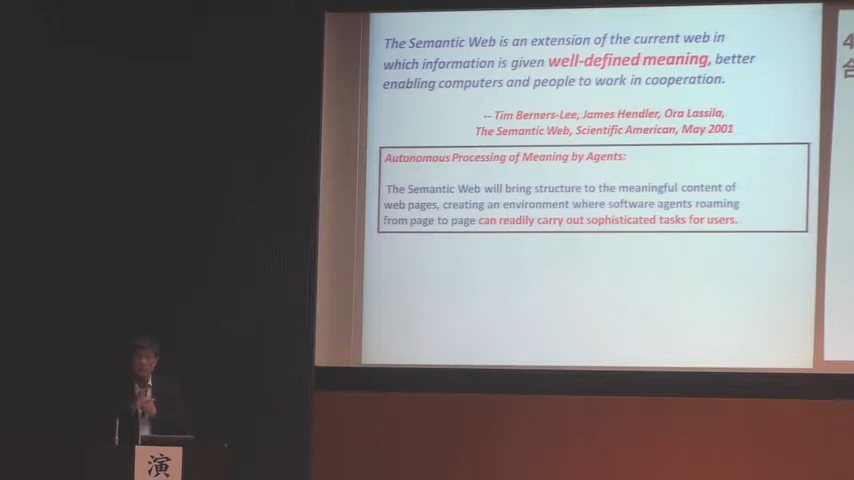 The Semantic Web is an extension of the current web in
which information is given well-defined meaning, better
enabling computers and people to work in cooperation.
-- Tim Berners-Lee, James Hendler, Ora Lassila,
The Semantic Web, Scientific American, May 2001
Autonomous Processing of Meaning by Agents:
The Semantic Web will bring structure to the meaningful content of
web pages, creating an environment where software agents roaming
from page to page can readily carry out sophisticated tasks for users.
4
演